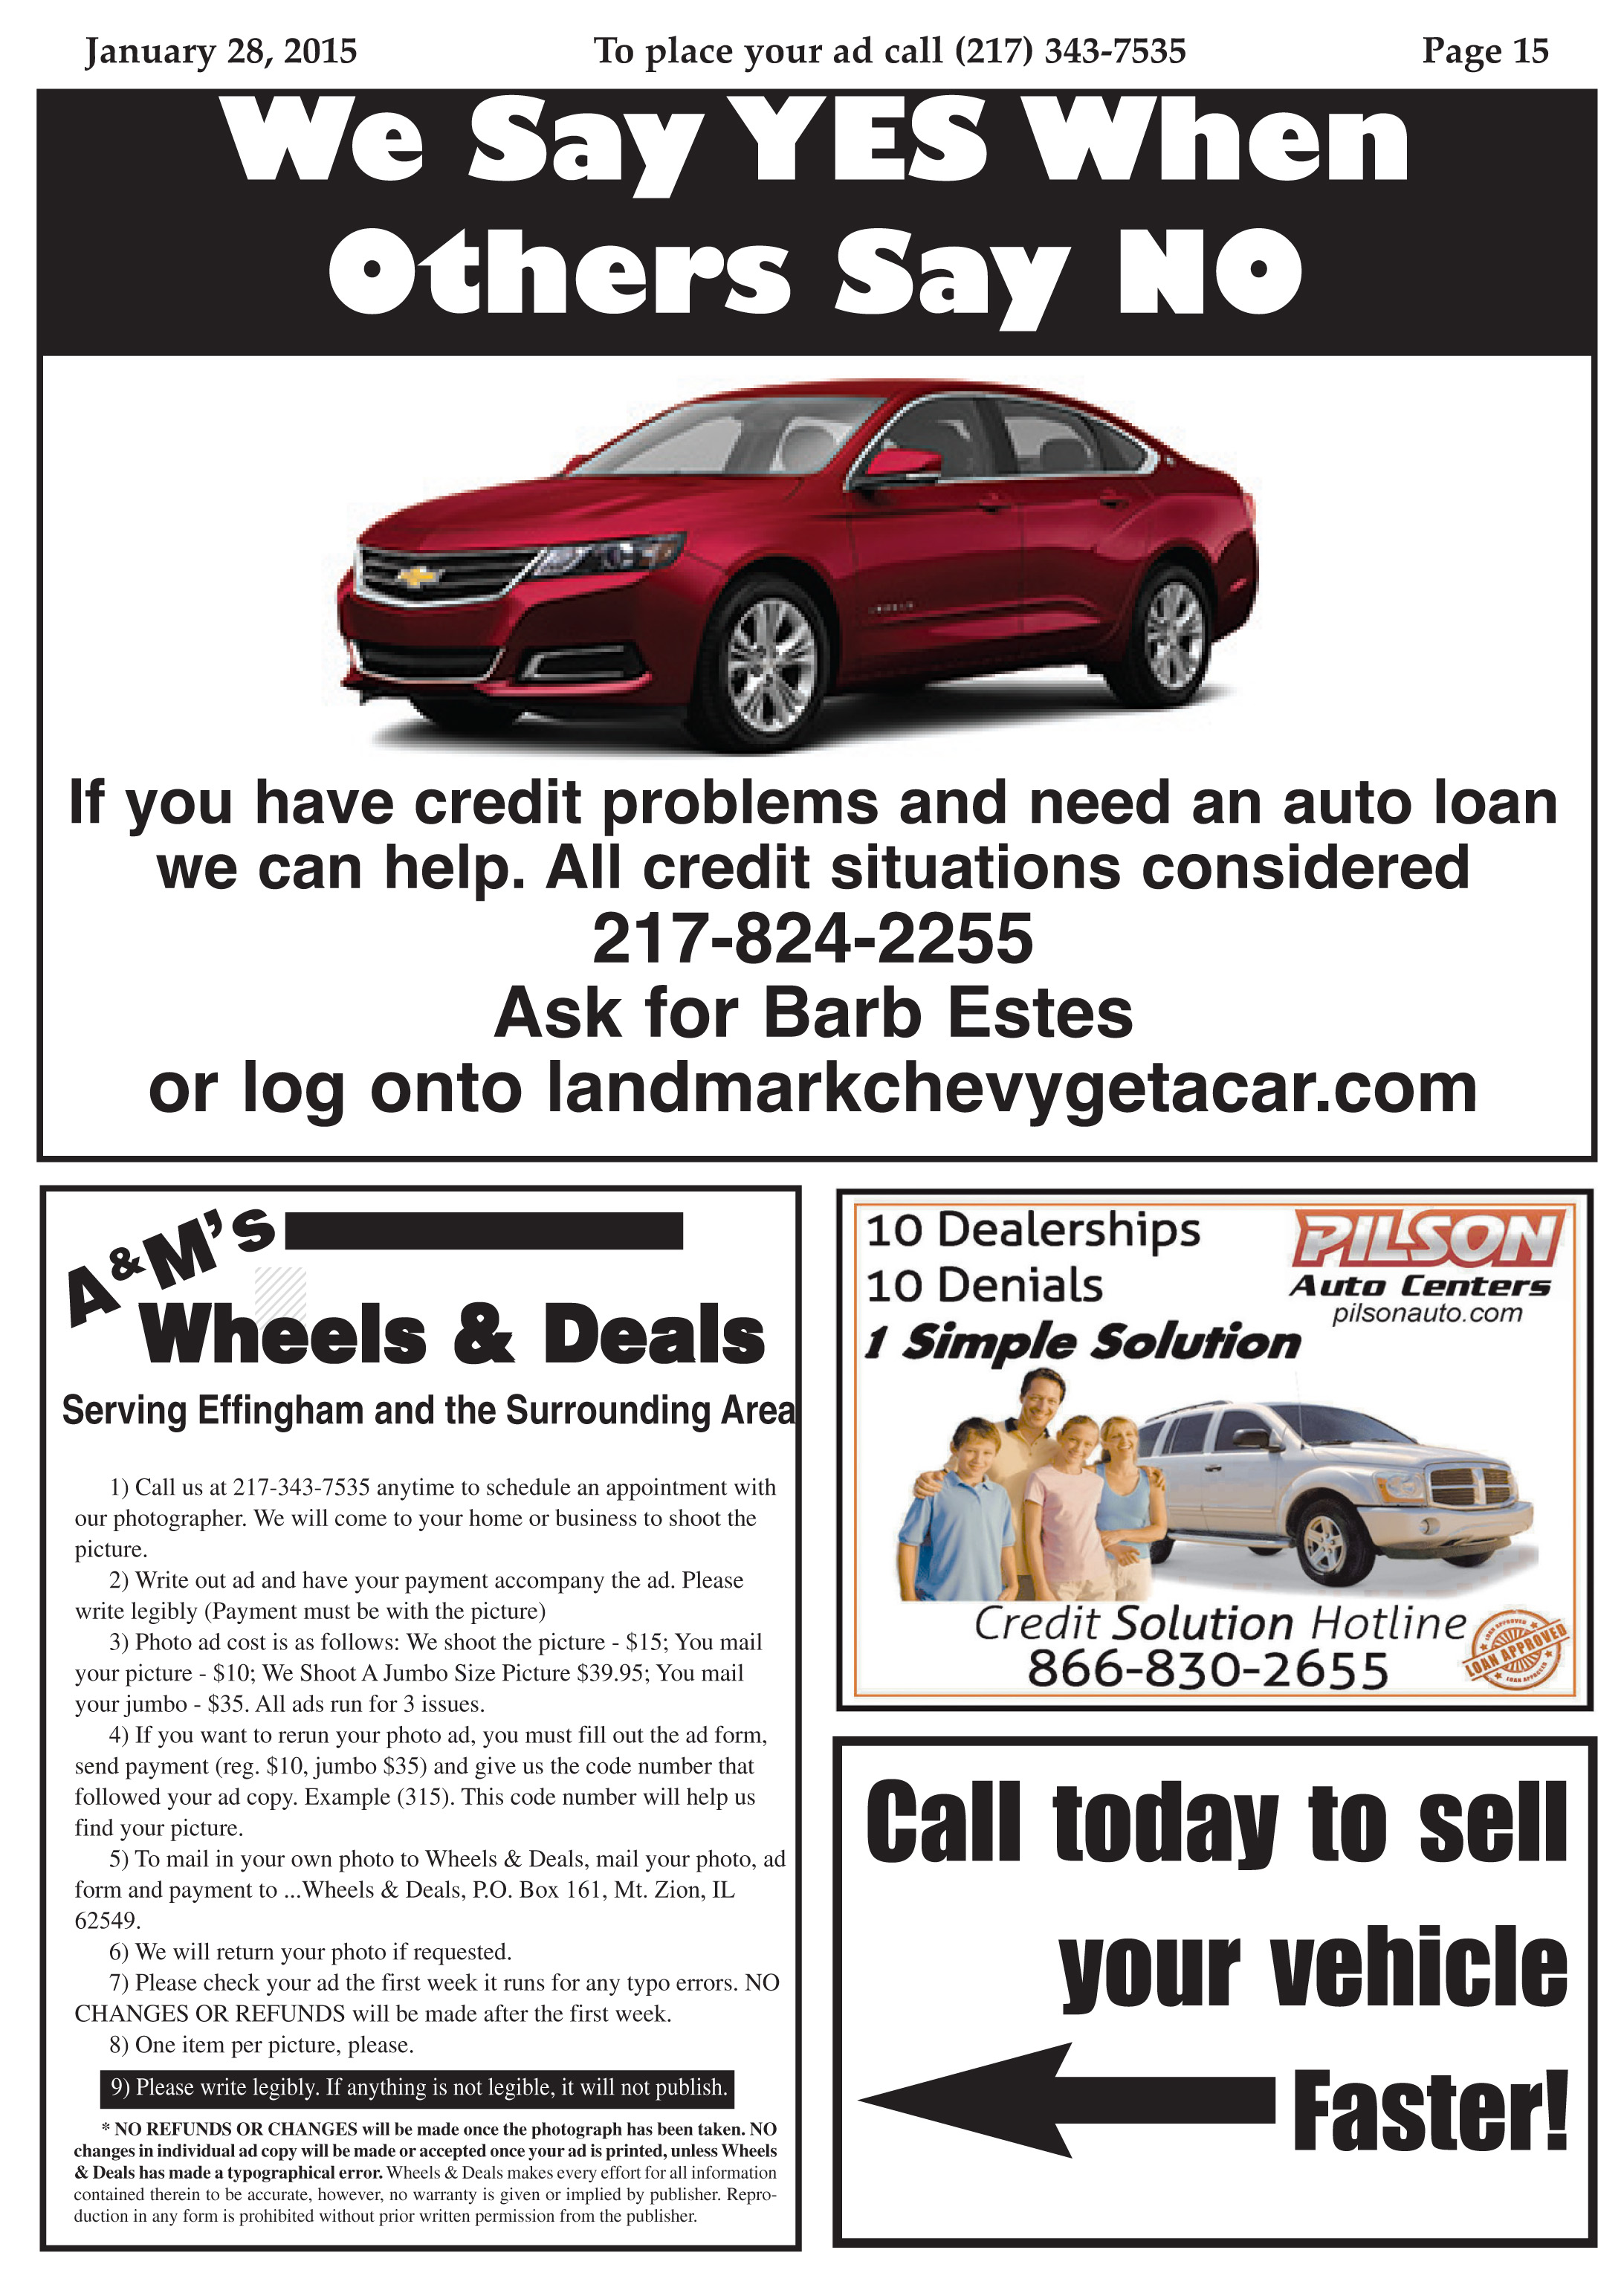 January 28, 2015 To place your ad call (217) 343-7535 Page 15
We Say YES When
Others Say NO
If you have credit problems and need an auto loan
we can help. All credit situations considered
217-824-2255
Ask for Barb Estes
or log onto landmarkchevygetacar.com
A&M's
Wheels & Deals
Serving Effingham and the Surrounding Area
1) Call us at 217-343-7535 anytime to schedule an appointment with
our photographer. We will come to your home or business to shoot the
picture.
2) Write out ad and have your payment accompany the ad. Please
write legibly (Payment must be with the picture)
3) Photo ad cost is as follows: We shoot the picture - $15; You mail
your picture - $10; We Shoot A Jumbo Size Picture $39.95; You mail
your jumbo - $35. All ads run for 3 issues.
4) If you want to rerun your photo ad, you must fill out the ad form,
send payment (reg. $10, jumbo $35) and give us the code number that
followed your ad copy. Example (315). This code number will help us
find your picture.
5) To mail in your own photo to Wheels & Deals, mail your photo, ad
form and payment to ...Wheels & Deals, P.O. Box 161, Mt. Zion, IL
62549.
6) We will return your photo if requested.
7) Please check your ad the first week it runs for any typo errors. NO
CHANGES OR REFUNDS will be made after the first week.
8) One item per picture, please.
9) Please write legibly. If anything is not legible, it will not publish.
* NO REFUNDS OR CHANGES will be made once the photograph has been taken. NO
changes in individual ad copy will be made or accepted once your ad is printed, unless Wheels
& Deals has made a typographical error. Wheels & Deals makes every effort for all information
contained therein to be accurate, however, no warranty is given or implied by publisher. Repro-
duction in any form is prohibited without prior written permission from the publisher.
10 Dealerships
10 Denials
1 Simple Solution
PILSON
Auto Centers
pilsonauto.com
Credit Solution Hotline
866-830-2655
LOAN APPROVED
LOAN APPROVED
LOAN APPROVED
Call today to sell
your vehicle
Faster!